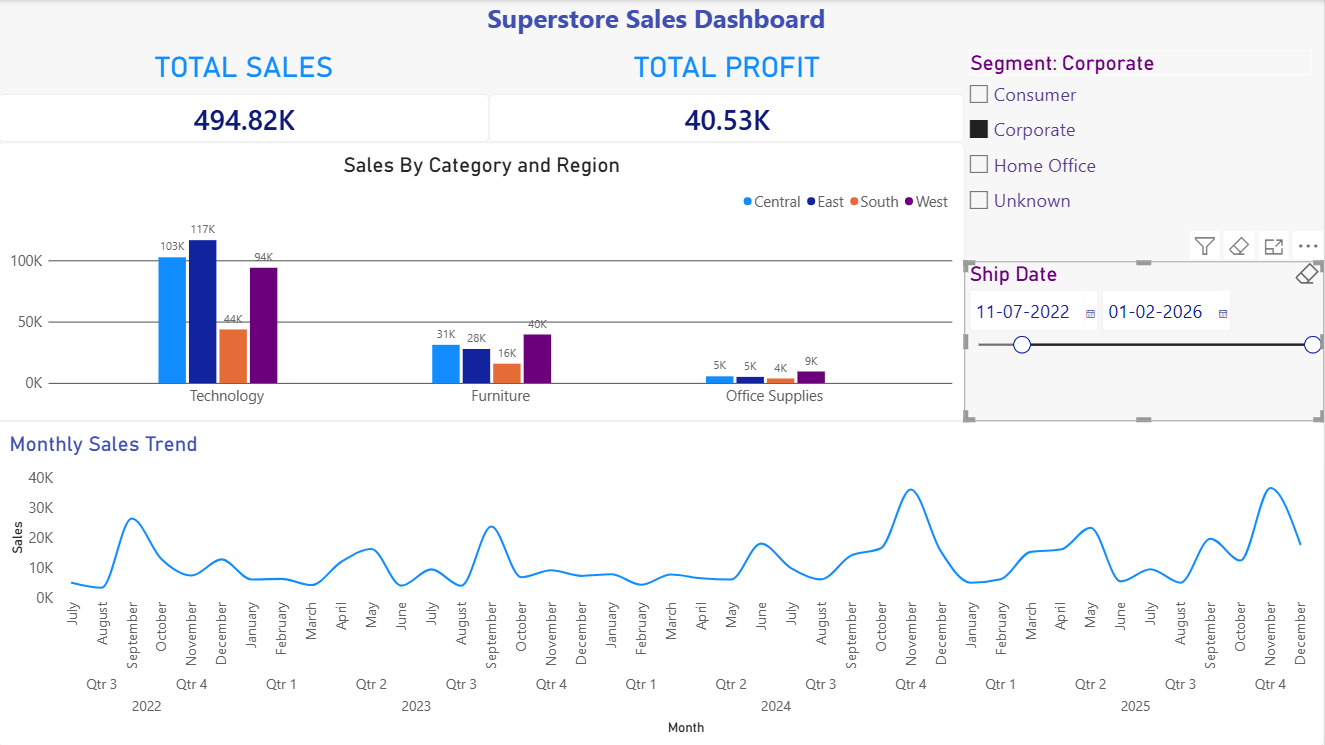 Superstore Sales Dashboard
TOTAL SALES
494.82K
TOTAL PROFIT
40.53K
Segment: Corporate
Consumer
Corporate
Home Office
Unknown
Ship Date
11-07-2022 01-02-2026
Sales By Category and Region
Central East South West
100K
50K
0K
103K 117K 44K 94K
31K 28K 16K 40K
5K 5K 4K 9K
Technology Furniture Office Supplies
Monthly Sales Trend
Sales
40K
30K
20K
10K
0K
July August September October November December January February March April May June July August September October November December January February March April May June July August September October November December January February March April May June July August September October November December
Qtr 3 Qtr 4 Qtr 1 Qtr 2 Qtr 3 Qtr 4 Qtr 1 Qtr 2 Qtr 3 Qtr 4 Qtr 1 Qtr 2 Qtr 3 Qtr 4
2022 2023 2024 2025
Month